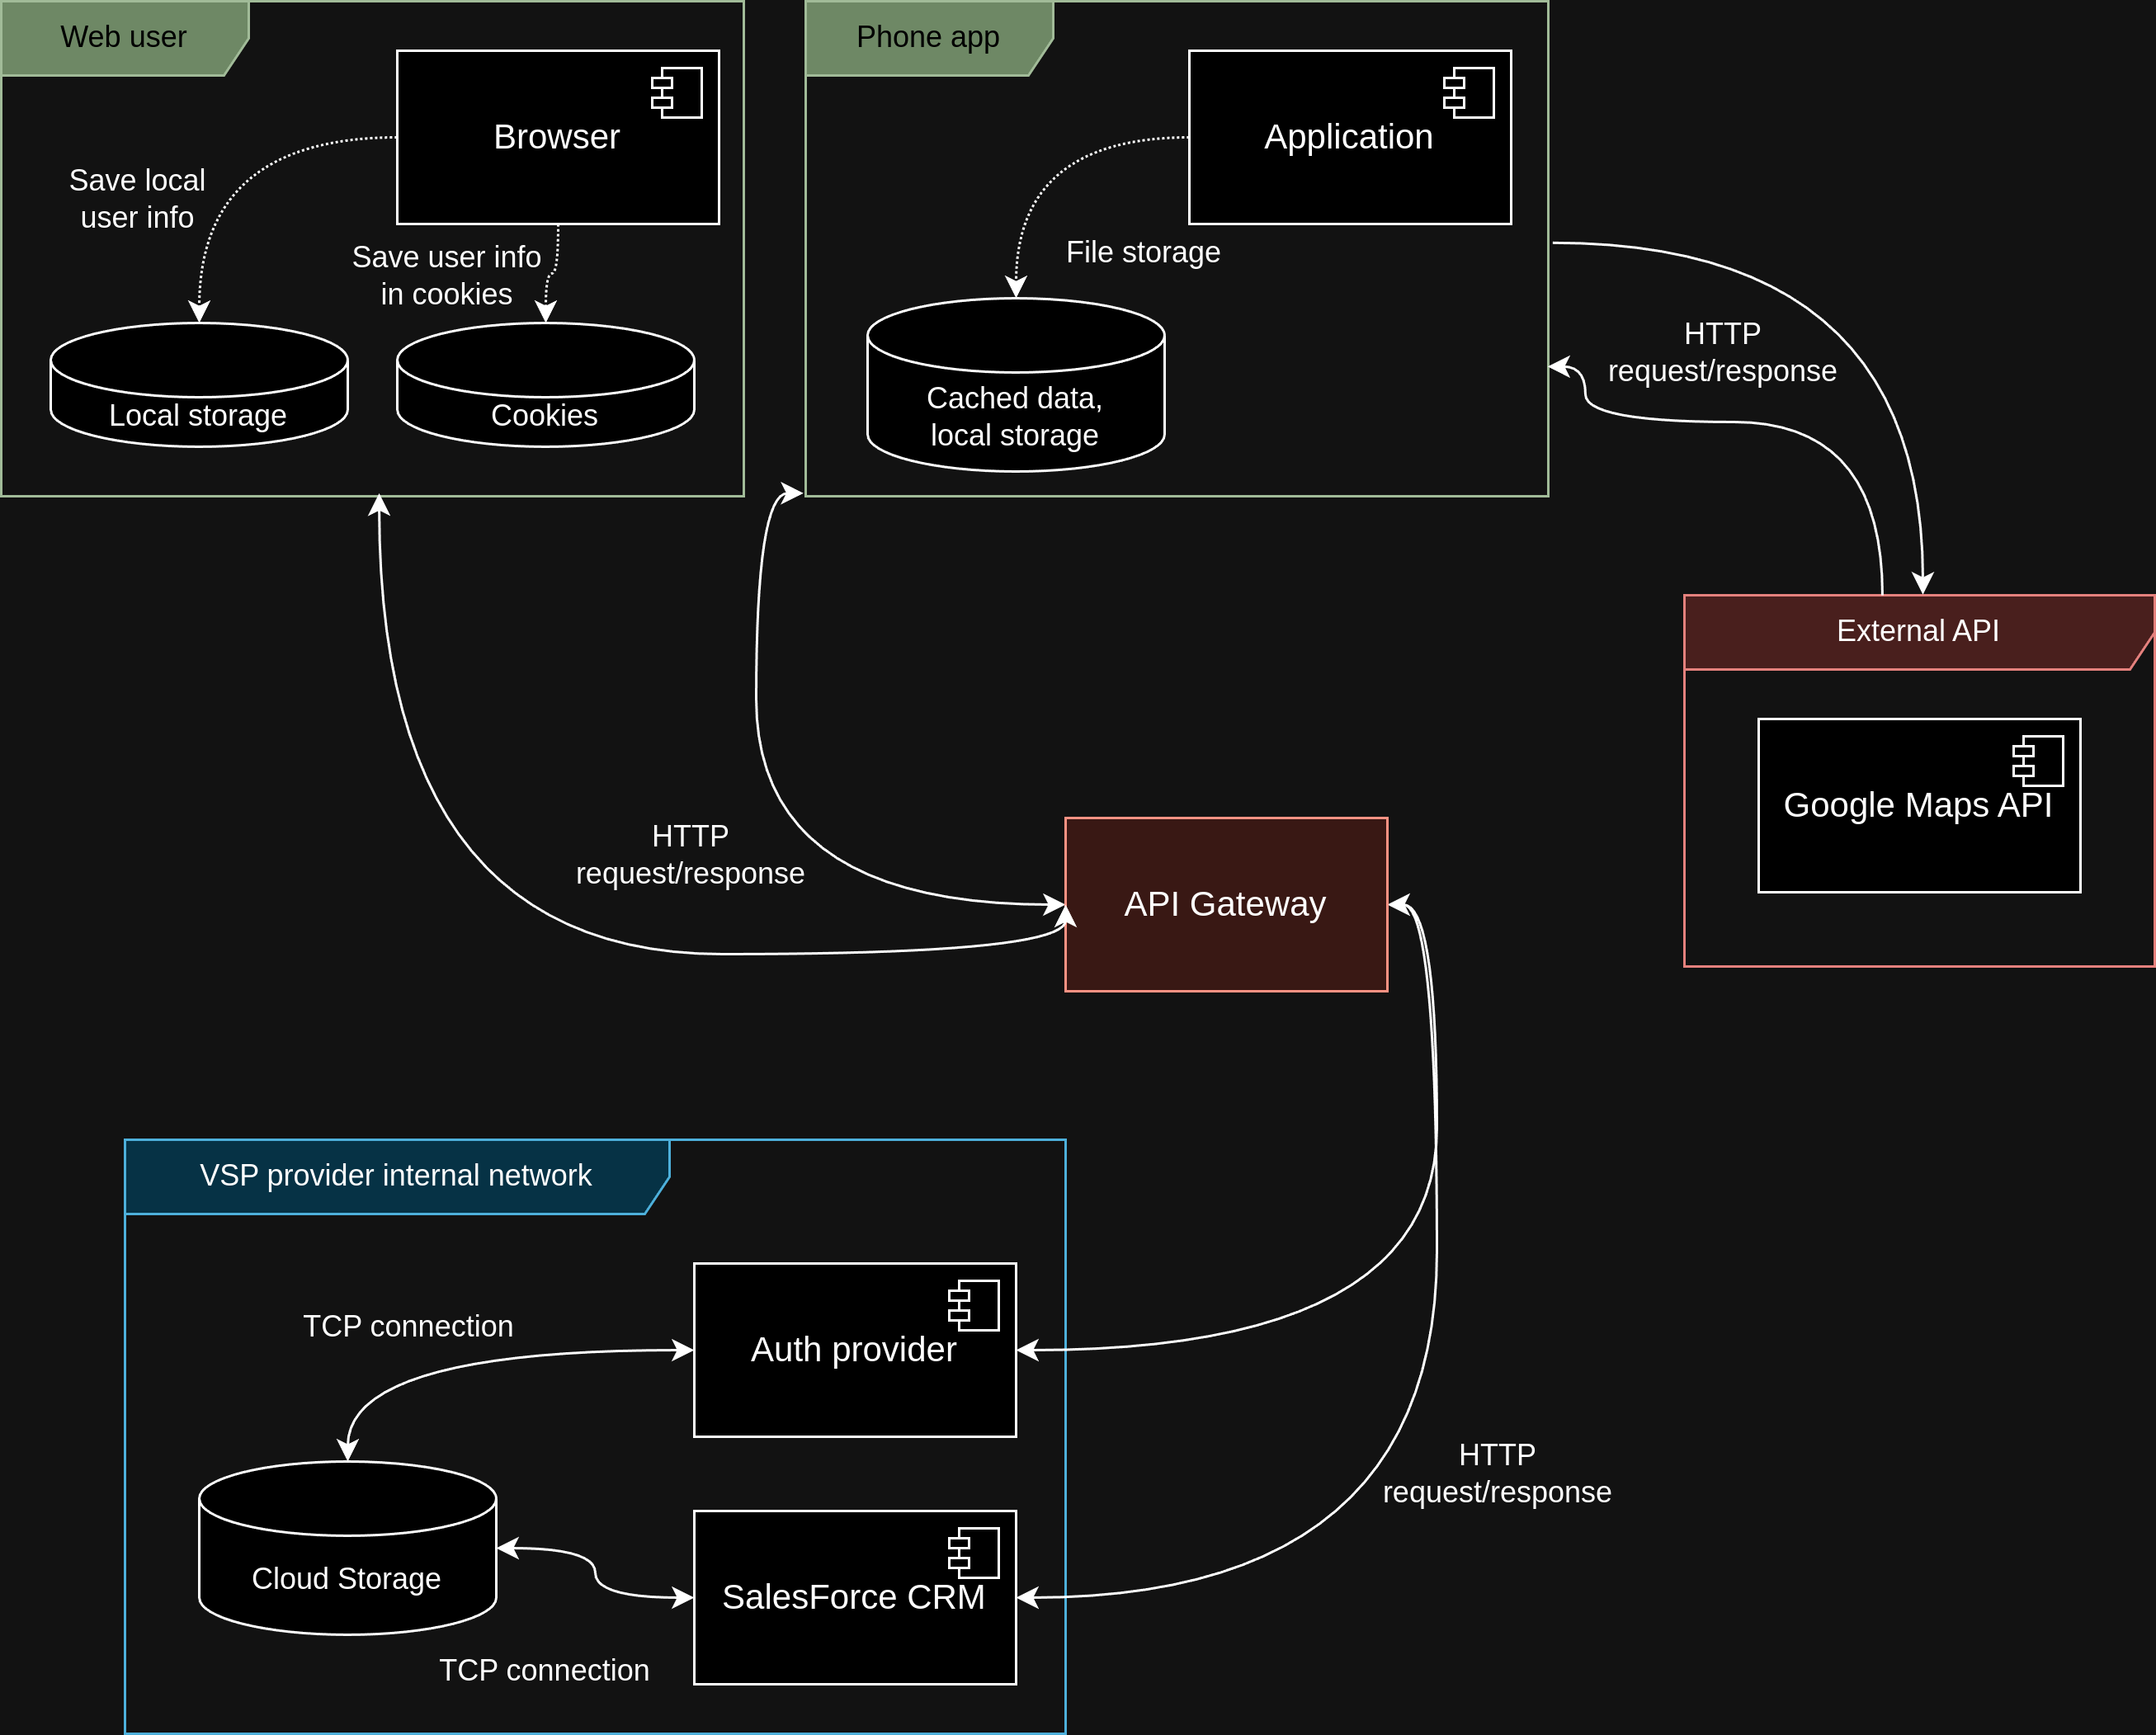 Web user
Browser
Save local
user info
Save user info
in cookies
Local storage
Cookies
Phone app
Application
File storage
Cached data,
local storage
HTTP
request/response
External API
Google Maps API
HTTP
request/response
API Gateway
VSP provider internal network
TCP connection
Auth provider
Cloud Storage
SalesForce CRM
TCP connection
HTTP
request/response